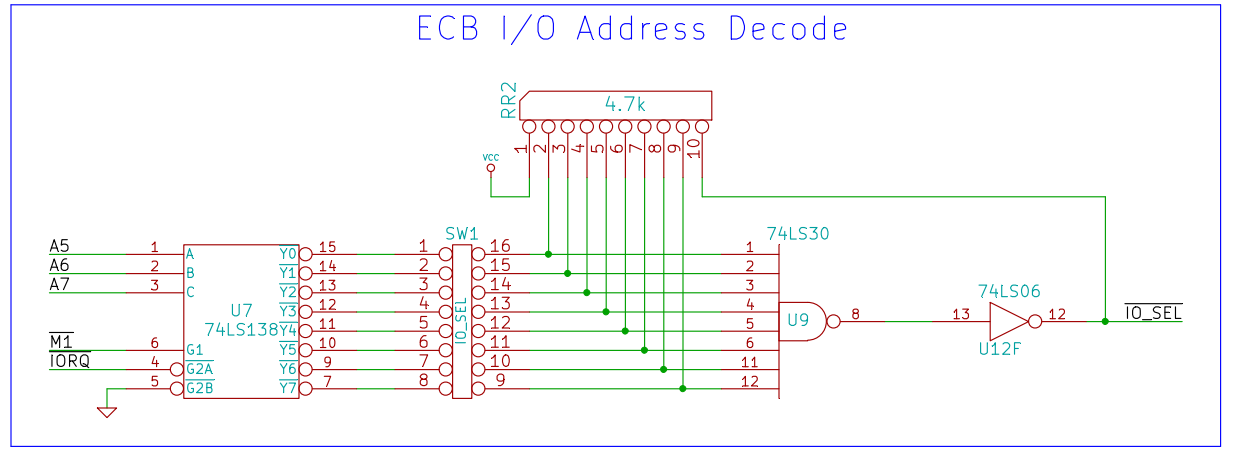 ECB I/O Address Decode
RR2
4.7k
1 2 3 4 5 6 7 8 9 10
VCC
SW1
74LS30
A5 1 A Y0 15 1 16 1
A6 2 B Y1 14 2 15 2
A7 3 C Y2 13 3 14 3
U7 Y3 12 4 13 4
74LS138 Y4 11 5 12 5
M1 6 G1 Y5 10 6 11 6
IORQ 4 G2A Y6 9 7 10 11
5 G2B Y7 7 8 9 12
IO_SEL
U9 8
74LS06
13 12
U12F
IO_SEL